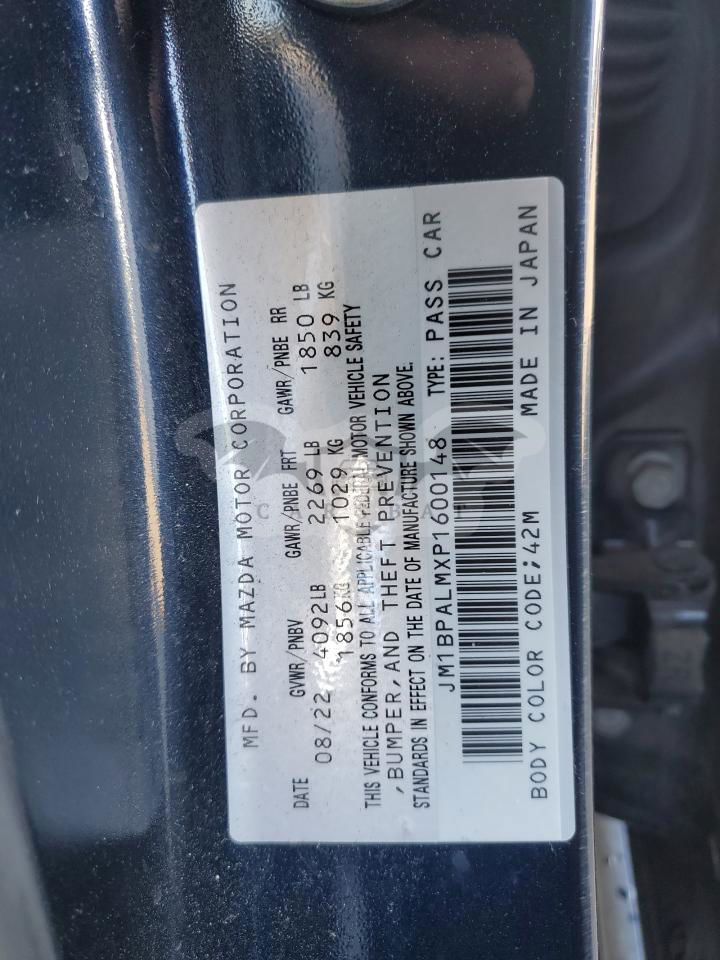 MFD. BY MAZDA MOTOR CORPORATION
DATE GVWR/PNBV GAWR/PNBE FRT GAWR/PNBE RR
08/22 4092LB 2269 LB 1850 LB
1856KG 1029 KG 839 KG
THIS VEHICLE CONFORMS TO ALL APPLICABLE FEDERAL MOTOR VEHICLE SAFETY
,BUMPER,AND THEFT PREVENTION
STANDARDS IN EFFECT ON THE DATE OF MANUFACTURE SHOWN ABOVE.
JM1BPALMXP1600148 TYPE: PASS CAR
BODY COLOR CODE;42M MADE IN JAPAN
CARSBAT